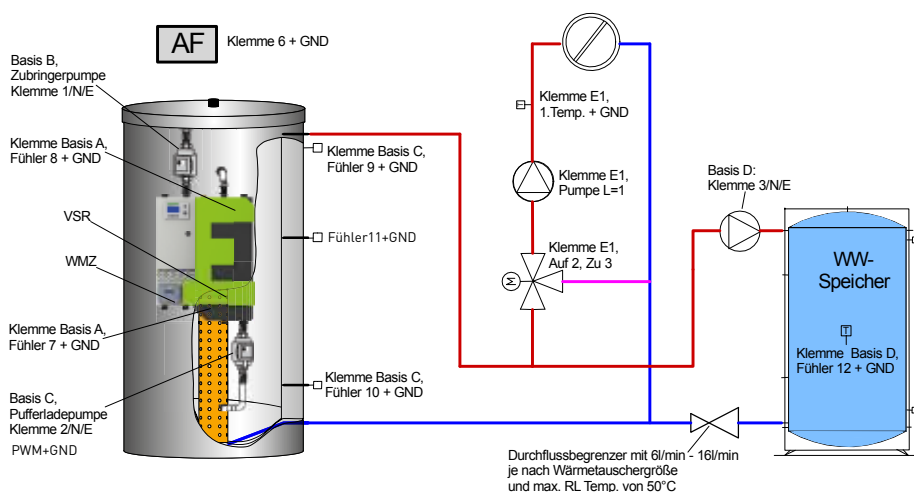 AF
Klemme 6 + GND
Basis B,
Zubringerpumpe
Klemme 1/N/E
Klemme Basis A,
Fühler 8 + GND
VSR
WMZ
Klemme Basis A,
Fühler 7 + GND
Basis C,
Pufferladepumpe
Klemme 2/N/E
PWM+GND
Klemme Basis C,
Fühler 9 + GND
Fühler11+GND
Klemme Basis C,
Fühler 10 + GND
Klemme E1,
1.Temp. + GND
Klemme E1,
Pumpe L=1
Klemme E1,
Auf 2, Zu 3
M
Basis D:
Klemme 3/N/E
WW-
Speicher
T
Klemme Basis D,
Fühler 12 + GND
Durchflussbegrenzer mit 6l/min - 16l/min
je nach Wärmetauschergröße
und max. RL Temp. von 50°C